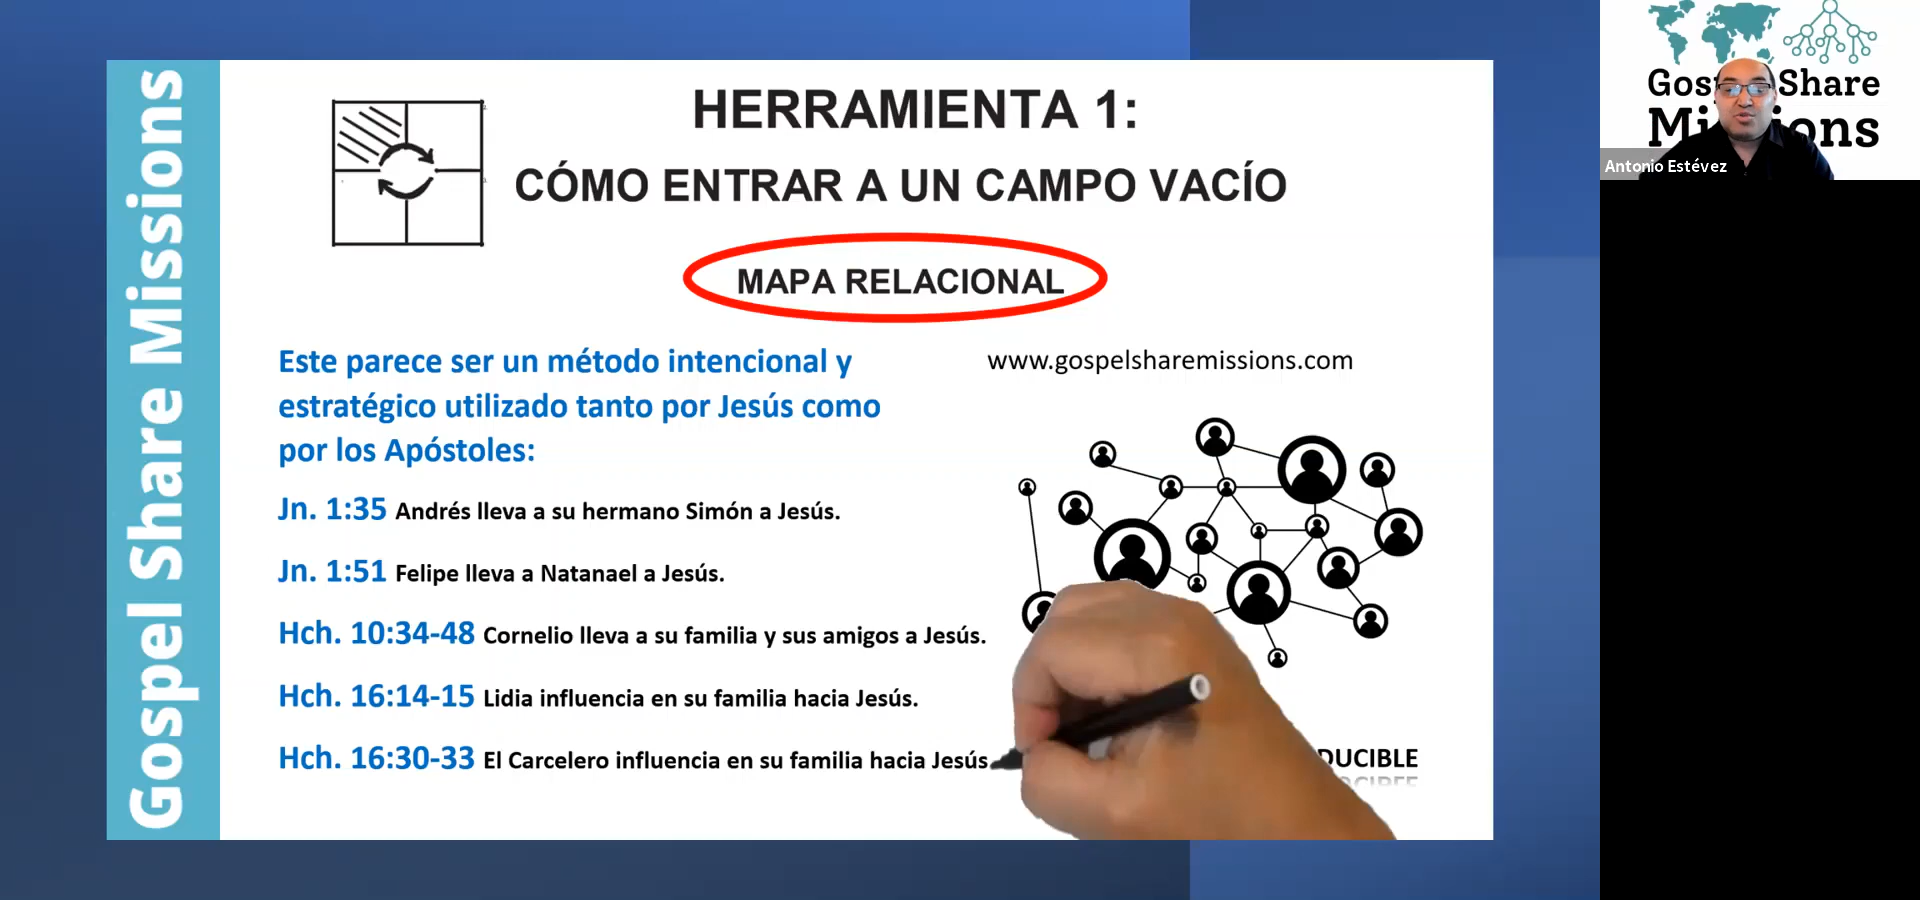 Gospel Share Missions
HERRAMIENTA 1:
CÓMO ENTRAR A UN CAMPO VACÍO
MAPA RELACIONAL
Este parece ser un método intencional y
estratégico utilizado tanto por Jesús como
por los Apóstoles:
www.gospelsharemissions.com
Jn. 1:35 Andrés lleva a su hermano Simón a Jesús.
Jn. 1:51 Felipe lleva a Natanael a Jesús.
Hch. 10:34-48 Cornelio lleva a su familia y sus amigos a Jesús.
Hch. 16:14-15 Lidia influencia en su familia hacia Jesús.
Hch. 16:30-33 El Carcelero influencia en su familia hacia Jesús
DUCIBLE
Gospel Share
Missions
Antonio Estévez